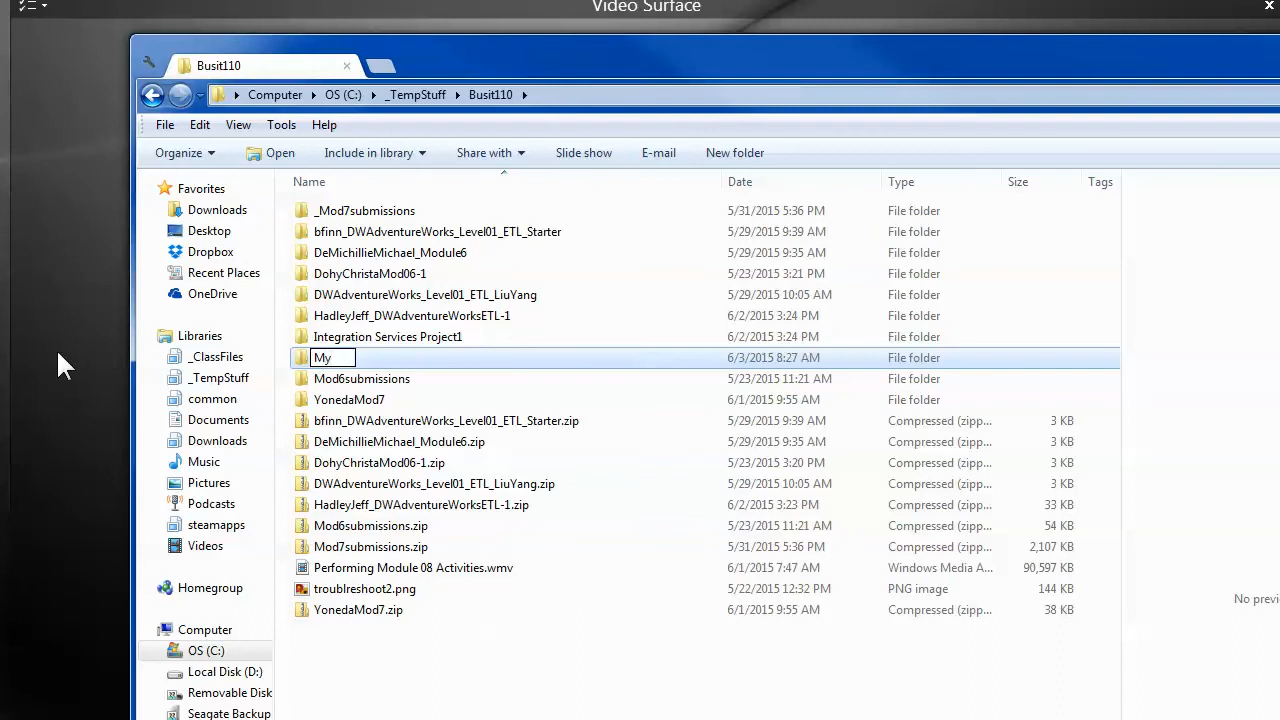 Video Surface
Busit110
Computer OS (C:) _TempStuff Busit110
File Edit View Tools Help
Organize Open Include in library Share with Slide show E-mail New folder
Name Date Type Size Tags
Favorites
Downloads
Desktop
Dropbox
Recent Places
OneDrive
Libraries
_ClassFiles
_TempStuff
common
Documents
Downloads
Music
Pictures
Podcasts
steamapps
Videos
Homegroup
Computer
OS (C:)
Local Disk (D:)
Removable Disk
Seagate Backup
_Mod7submissions 5/31/2015 5:36 PM File folder
bfinn_DWAdventureWorks_Level01_ETL_Starter 5/29/2015 9:39 AM File folder
DeMichillieMichael_Module6 5/29/2015 9:35 AM File folder
DohyChristaMod06-1 5/23/2015 3:21 PM File folder
DWAdventureWorks_Level01_ETL_LiuYang 5/29/2015 10:05 AM File folder
HadleyJeff_DWAdventureWorksETL-1 6/2/2015 3:24 PM File folder
Integration Services Project1 6/2/2015 3:24 PM File folder
My 6/3/2015 8:27 AM File folder
Mod6submissions 5/23/2015 11:21 AM File folder
YonedaMod7 6/1/2015 9:55 AM File folder
bfinn_DWAdventureWorks_Level01_ETL_Starter.zip 5/29/2015 9:39 AM Compressed (zipp... 3 KB
DeMichillieMichael_Module6.zip 5/29/2015 9:35 AM Compressed (zipp... 3 KB
DohyChristaMod06-1.zip 5/23/2015 3:20 PM Compressed (zipp... 3 KB
DWAdventureWorks_Level01_ETL_LiuYang.zip 5/29/2015 10:05 AM Compressed (zipp... 3 KB
HadleyJeff_DWAdventureWorksETL-1.zip 6/2/2015 3:23 PM Compressed (zipp... 33 KB
Mod6submissions.zip 5/23/2015 11:21 AM Compressed (zipp... 54 KB
Mod7submissions.zip 5/31/2015 5:36 PM Compressed (zipp... 2,107 KB
Performing Module 08 Activities.wmv 6/1/2015 7:47 AM Windows Media A... 90,597 KB
troublreshoot2.png 5/22/2015 12:32 PM PNG image 144 KB
YonedaMod7.zip 6/1/2015 9:55 AM Compressed (zipp... 38 KB
No previ